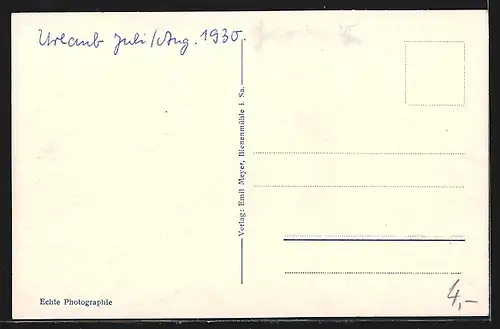 Urlaub Juli/Aug. 1930.
Verlag: Emil Meyer, Bienenmühle i. Sa.
Echte Photographie
4,-